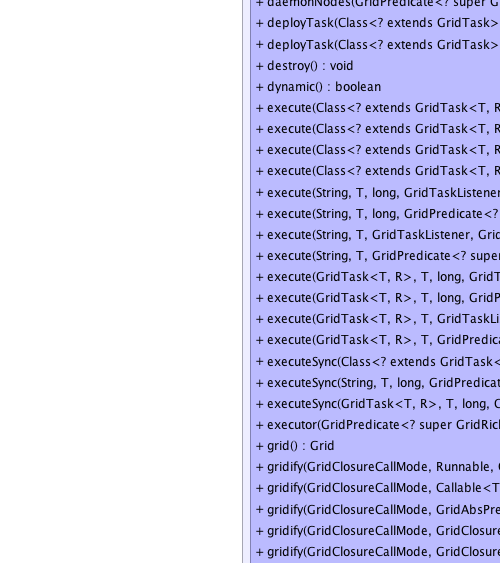 + daemonNodes(GridPredicate<? super G
+ deployTask(Class<? extends GridTask>
+ deployTask(Class<? extends GridTask>
+ destroy() : void
+ dynamic() : boolean
+ execute(Class<? extends GridTask<T, R
+ execute(Class<? extends GridTask<T, R
+ execute(Class<? extends GridTask<T, R
+ execute(Class<? extends GridTask<T, R
+ execute(String, T, long, GridTaskListener
+ execute(String, T, long, GridPredicate<?
+ execute(String, T, GridTaskListener, Grid
+ execute(String, T, GridPredicate<? super
+ execute(GridTask<T, R>, T, long, GridT
+ execute(GridTask<T, R>, T, long, GridP
+ execute(GridTask<T, R>, T, GridTaskLi
+ execute(GridTask<T, R>, T, GridPredica
+ executeSync(Class<? extends GridTask<
+ executeSync(String, T, long, GridPredicat
+ executeSync(GridTask<T, R>, T, long, G
+ executor(GridPredicate<? super GridRich
+ grid() : Grid
+ gridify(GridClosureCallMode, Runnable, G
+ gridify(GridClosureCallMode, Callable<T
+ gridify(GridClosureCallMode, GridAbsPre
+ gridify(GridClosureCallMode, GridClosure
+ gridify(GridClosureCallMode, GridClosure